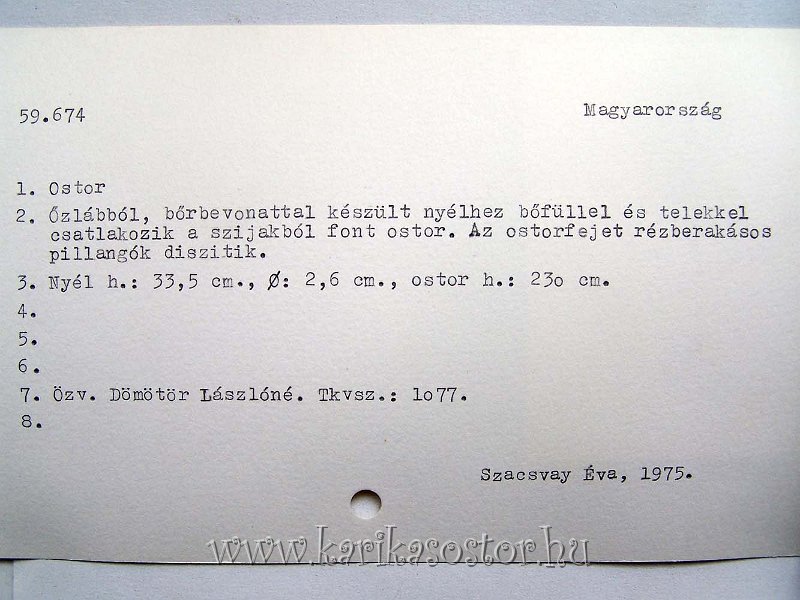 59.674 Magyarország
1. Ostor
2. Őzlábból, bőrbevonattal készült nyélhez bőfüllel és telekkel
csatlakozik a szijakból font ostor. Az ostorfejet rézberakásos
pillangók diszitik.
3. Nyél h.: 33,5 cm., Ø: 2,6 cm., ostor h.: 23o cm.
4.
5.
6.
7. Özv. Dömötör Lászlóné. Tkvsz.: lo77.
8.
Szacsvay Éva, 1975.
www.karikasostor.hu